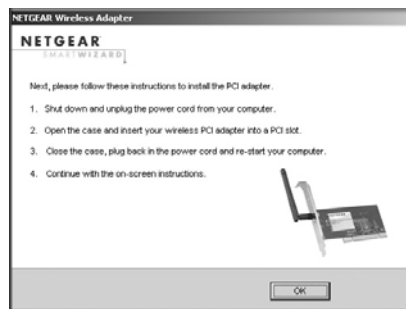 NETGEAR Wireless Adapter
NETGEAR
SMARTWIZARD
Next, please follow these instructions to install the PCI adapter.
1. Shut down and unplug the power cord from your computer.
2. Open the case and insert your wireless PCI adapter into a PCI slot.
3. Close the case, plug back in the power cord and re-start your computer.
4. Continue with the on-screen instructions.
OK